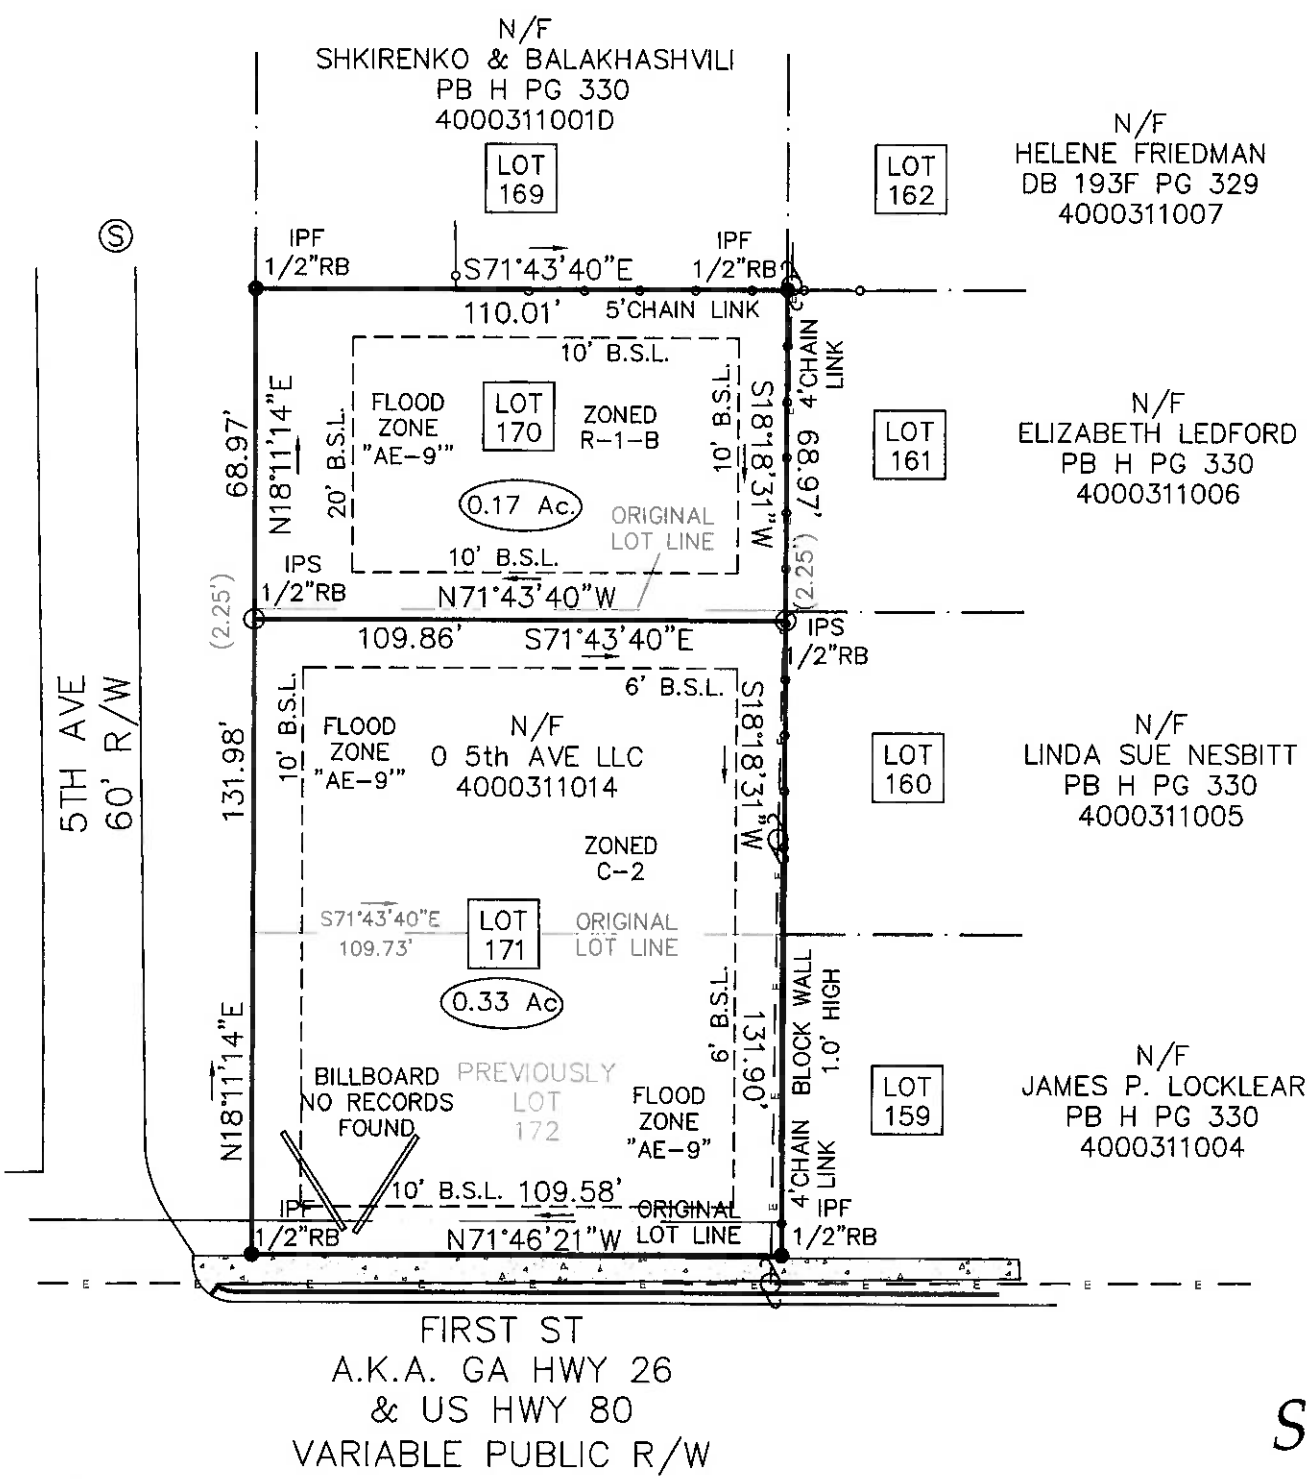 N/F
SHKIRENKO & BALAKHASHVILI
PB H PG 330
4000311001D
LOT
169
LOT
162
N/F
HELENE FRIEDMAN
DB 193F PG 329
4000311007
S
IPF
1/2"RB
S71°43'40"E
IPF
1/2"RB
110.01'
5'CHAIN LINK
4'CHAIN
LINK
10' B.S.L.
68.97'
N18°11'14"E
20' B.S.L.
FLOOD
ZONE
"AE-9'"
LOT
170
ZONED
R-1-B
10' B.S.L.
S18°18'31"W
68.97'
LOT
161
N/F
ELIZABETH LEDFORD
PB H PG 330
4000311006
0.17 Ac.
ORIGINAL
LOT LINE
10' B.S.L.
(2.25')
IPS
1/2"RB
N71°43'40"W
(2.25')
109.86'
S71°43'40"E
IPS
1/2"RB
5TH AVE
60' R/W
131.98'
10' B.S.L.
6' B.S.L.
FLOOD
ZONE
"AE-9'"
N/F
0 5th AVE LLC
4000311014
S18°18'31"W
LOT
160
N/F
LINDA SUE NESBITT
PB H PG 330
4000311005
ZONED
C-2
S71°43'40"E
109.73'
LOT
171
ORIGINAL
LOT LINE
0.33 Ac
6' B.S.L.
131.90'
BLOCK WALL
1.0' HIGH
N18°11'14"E
BILLBOARD
NO RECORDS
FOUND
PREVIOUSLY
LOT
172
FLOOD
ZONE
"AE-9"
4'CHAIN
LINK
LOT
159
N/F
JAMES P. LOCKLEAR
PB H PG 330
4000311004
10' B.S.L.
109.58'
IPF
1/2"RB
N71°46'21"W
ORIGINAL
LOT LINE
IPF
1/2"RB
E E E E E E E E E E
FIRST ST
A.K.A. GA HWY 26
& US HWY 80
VARIABLE PUBLIC R/W
S